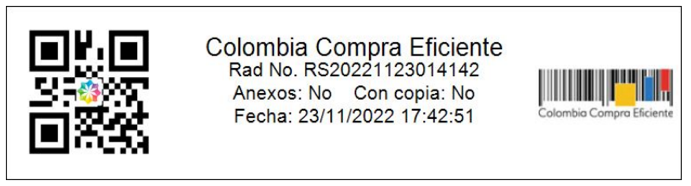 Colombia Compra Eficiente
Rad No. RS20221123014142
Anexos: No Con copia: No
Fecha: 23/11/2022 17:42:51
Colombia Compra Eficiente